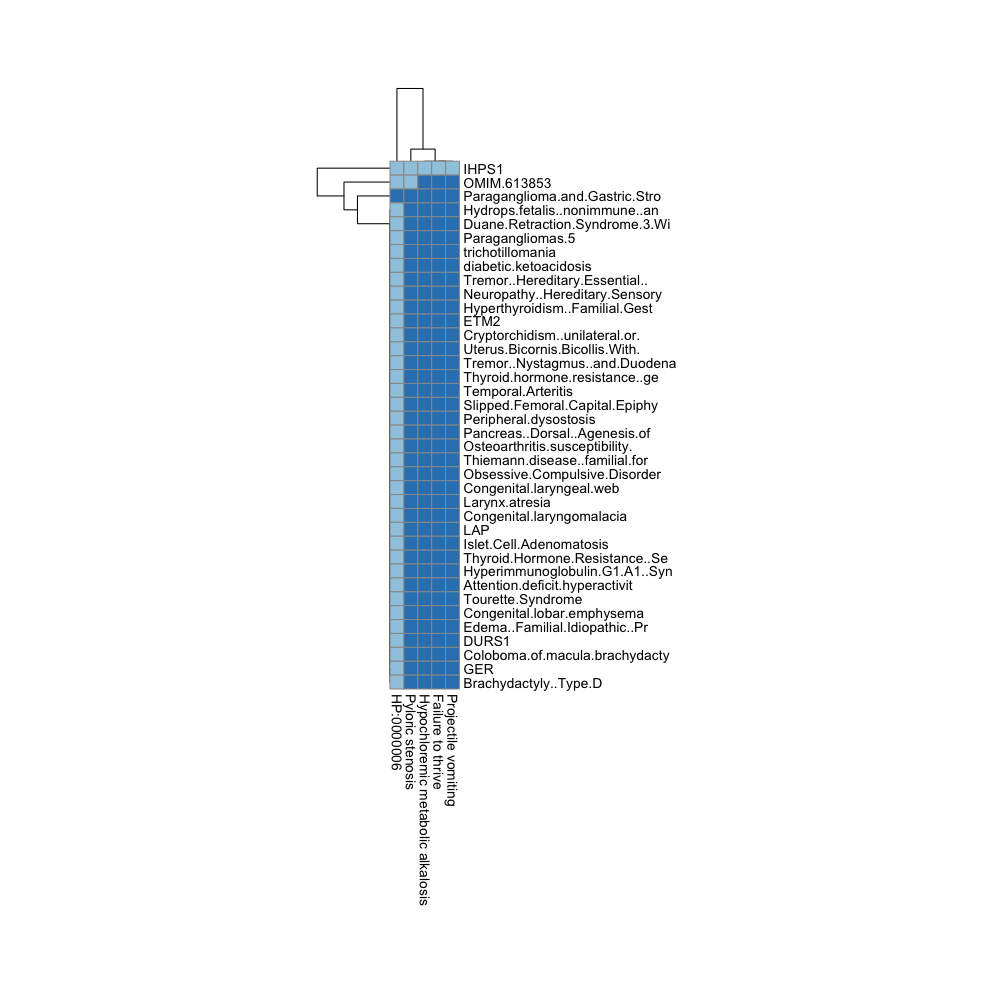 IHPS1
OMIM.613853
Paraganglioma.and.Gastric.Stro
Hydrops.fetalis..nonimmune..an
Duane.Retraction.Syndrome.3.Wi
Paragangliomas.5
trichotillomania
diabetic.ketoacidosis
Tremor..Hereditary.Essential..
Neuropathy..Hereditary.Sensory
Hyperthyroidism..Familial.Gest
ETM2
Cryptorchidism..unilateral.or.
Uterus.Bicornis.Bicollis.With.
Tremor..Nystagmus..and.Duodena
Thyroid.hormone.resistance..ge
Temporal.Arteritis
Slipped.Femoral.Capital.Epiphy
Peripheral.dysostosis
Pancreas..Dorsal..Agenesis.of
Osteoarthritis.susceptibility.
Thiemann.disease..familial.for
Obsessive.Compulsive.Disorder
Congenital.laryngeal.web
Larynx.atresia
Congenital.laryngomalacia
LAP
Islet.Cell.Adenomatosis
Thyroid.Hormone.Resistance..Se
Hyperimmunoglobulin.G1.A1..Syn
Attention.deficit.hyperactivit
Tourette.Syndrome
Congenital.lobar.emphysema
Edema..Familial.Idiopathic..Pr
DURS1
Coloboma.of.macula.brachydacty
GER
Brachydactyly..Type.D
HP:0000006
Pyloric stenosis
Hypochloremic metabolic alkalosis
Failure to thrive
Projectile vomiting